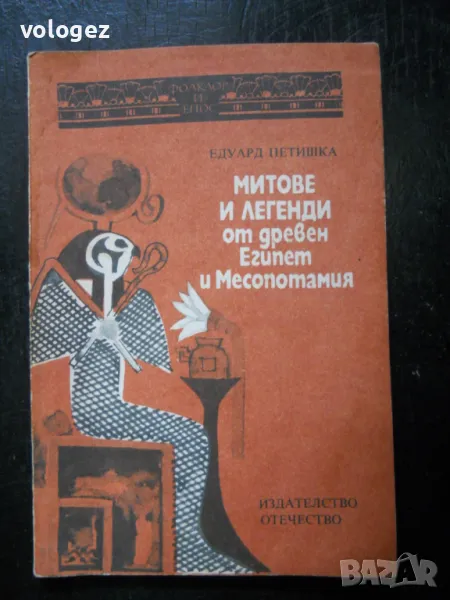 vologez
ФОЛКЛОР
И
ЕПОС
ЕДУАРД ПЕТИШКА
МИТОВЕ
И ЛЕГЕНДИ
от древен
Египет
и Месопотамия
ИЗДАТЕЛСТВО
ОТЕЧЕСТВО
BAZAR